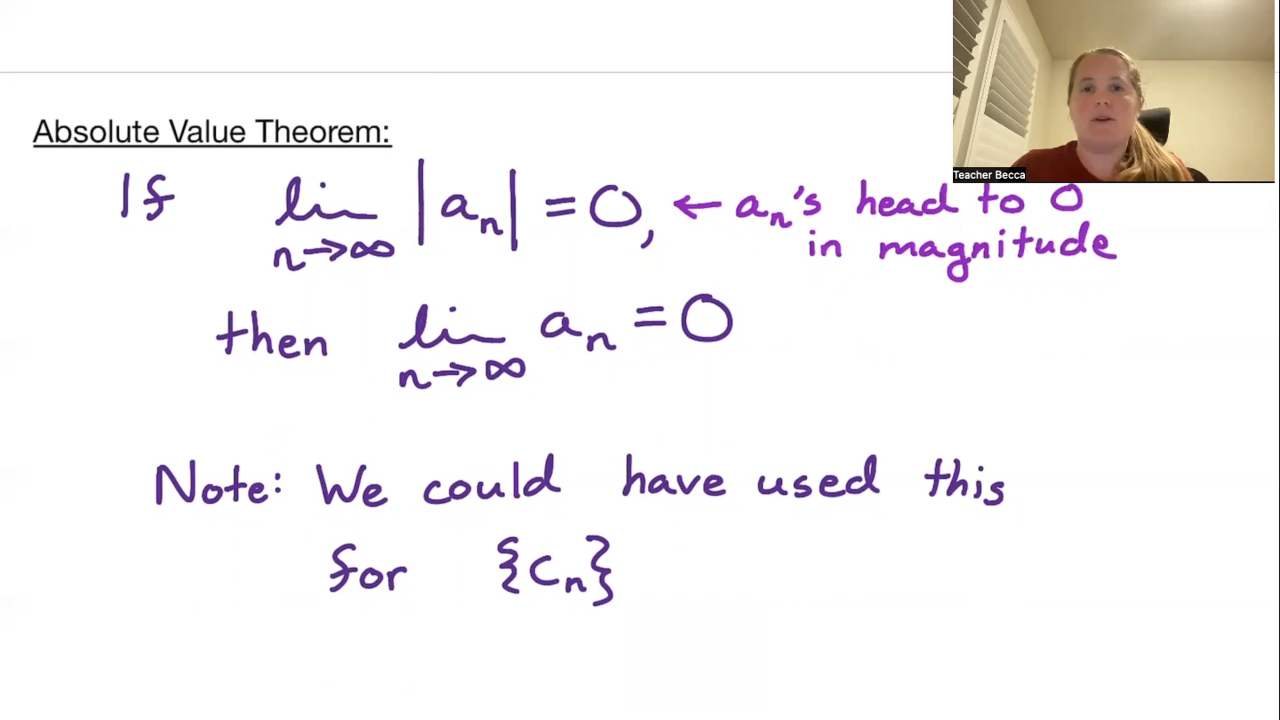 Teacher Becca
Absolute Value Theorem:
If lim n→∞ |aₙ| = 0, ← aₙ's head to 0
in magnitude
then lim n→∞ aₙ = 0
Note: We could have used this
for {cₙ}